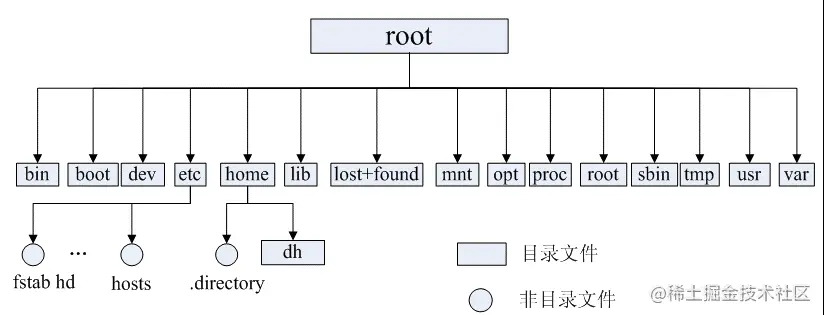 root
bin boot dev etc home lib lost+found mnt opt proc root sbin tmp usr var
... dh 目录文件
fstab hd hosts .directory 非目录文件
@稀土掘金技术社区